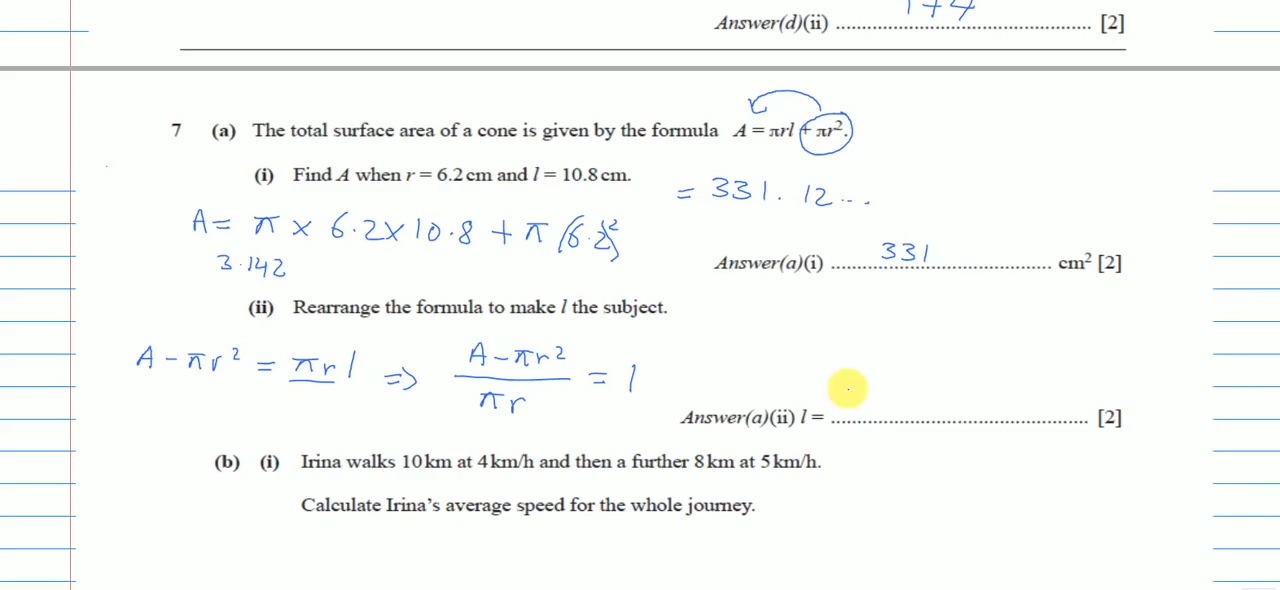 1+4
Answer(d)(ii) ................................................ [2]
7 (a) The total surface area of a cone is given by the formula A = πrl + πr².
(i) Find A when r = 6.2 cm and l = 10.8 cm.
= 331.12...
A = π × 6.2 × 10.8 + π (6.2)²
3.142
331
Answer(a)(i) ................................................ cm² [2]
(ii) Rearrange the formula to make l the subject.
A - πr² = πrl ⇒ A - πr² / πr = l
Answer(a)(ii) l = ................................................ [2]
(b) (i) Irina walks 10 km at 4 km/h and then a further 8 km at 5 km/h.
Calculate Irina's average speed for the whole journey.